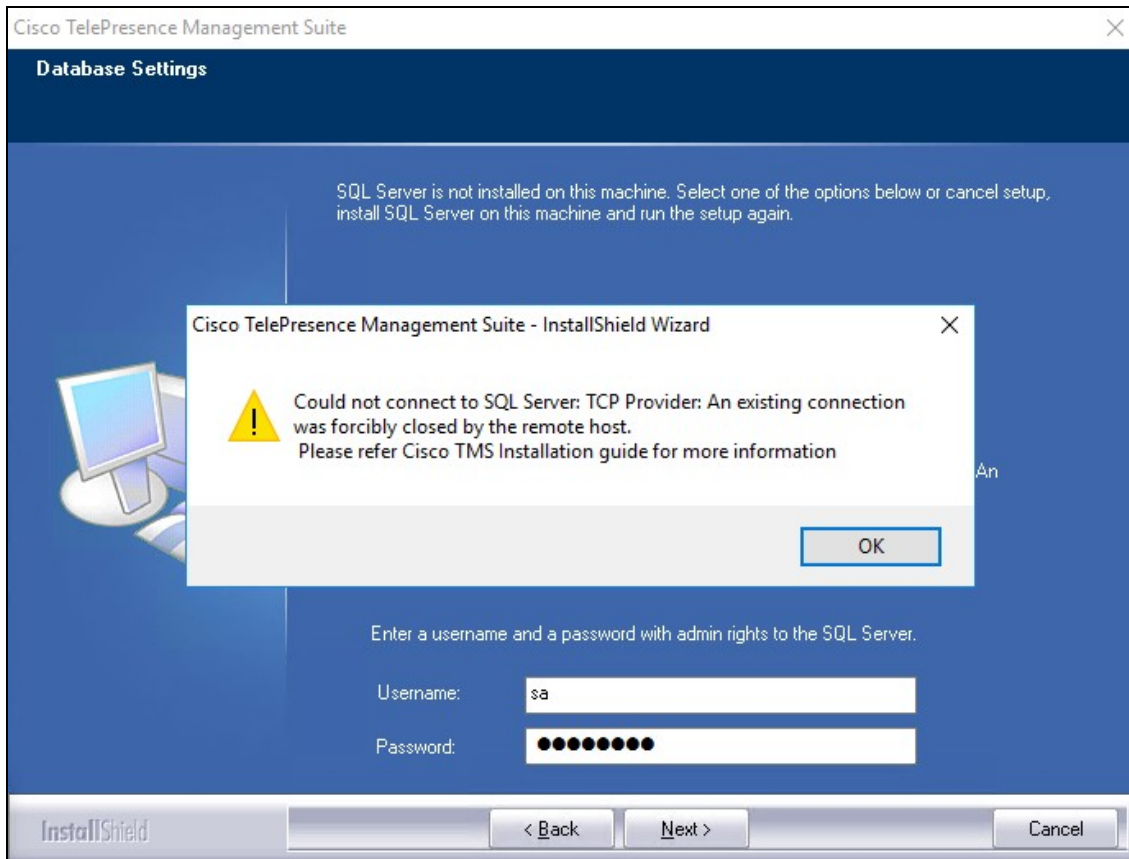 Cisco TelePresence Management Suite
Database Settings
SQL Server is not installed on this machine. Select one of the options below or cancel setup,
install SQL Server on this machine and run the setup again.
Cisco TelePresence Management Suite - InstallShield Wizard
Could not connect to SQL Server: TCP Provider: An existing connection
was forcibly closed by the remote host.
Please refer Cisco TMS Installation guide for more information
An
OK
Enter a username and a password with admin rights to the SQL Server.
Username: sa
Password: ●●●●●●●●
InstallShield < Back Next > Cancel